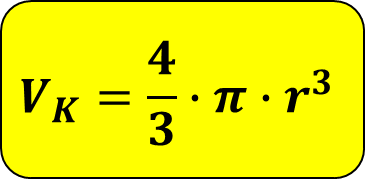 V_K = 4/3 · π · r³